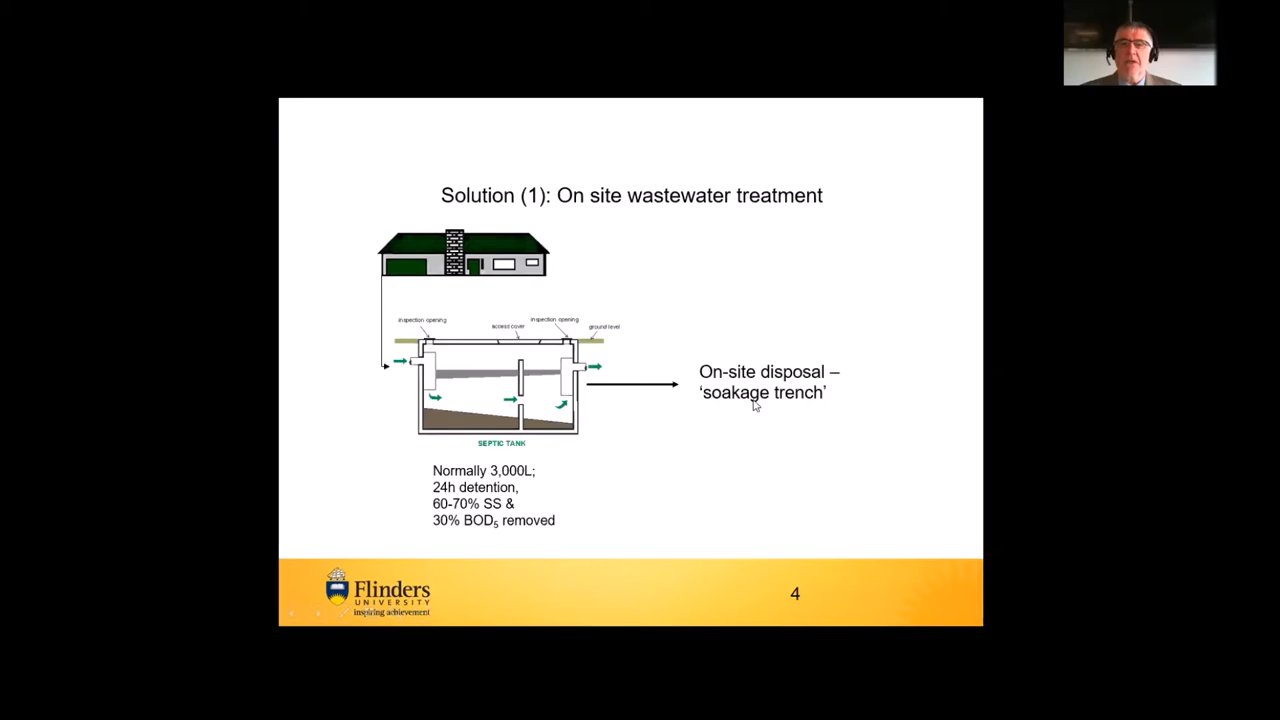 Solution (1): On site wastewater treatment
inspection opening
access cover
inspection opening
ground level
On-site disposal –
‘soakage trench’
SEPTIC TANK
Normally 3,000L;
24h detention,
60-70% SS &
30% BOD₅ removed
Flinders
UNIVERSITY
inspiring achievement
4